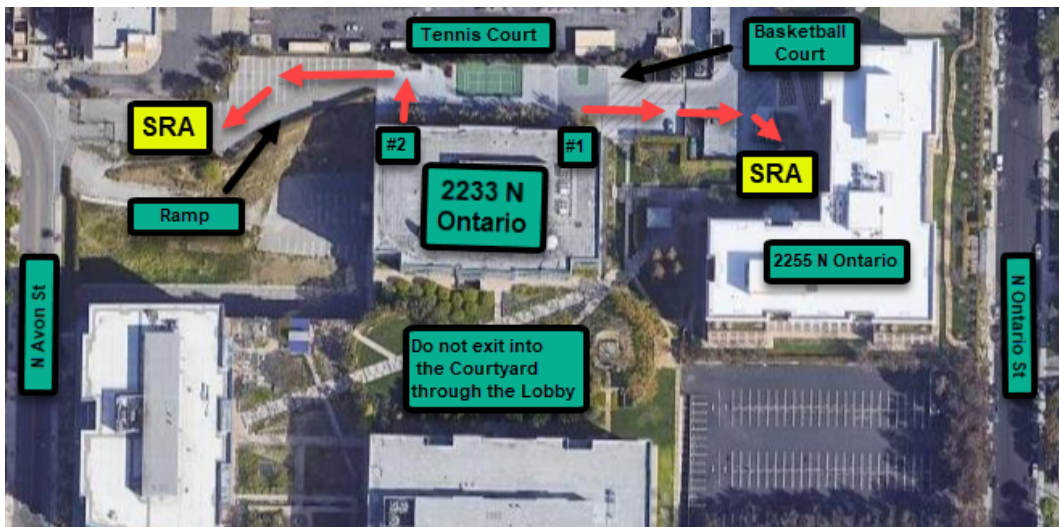 Tennis Court
Basketball
Court
SRA
#2
#1
SRA
2233 N
Ontario
Ramp
2255 N Ontario
N Avon St
N Ontario St
Do not exit into
the Courtyard
through the Lobby